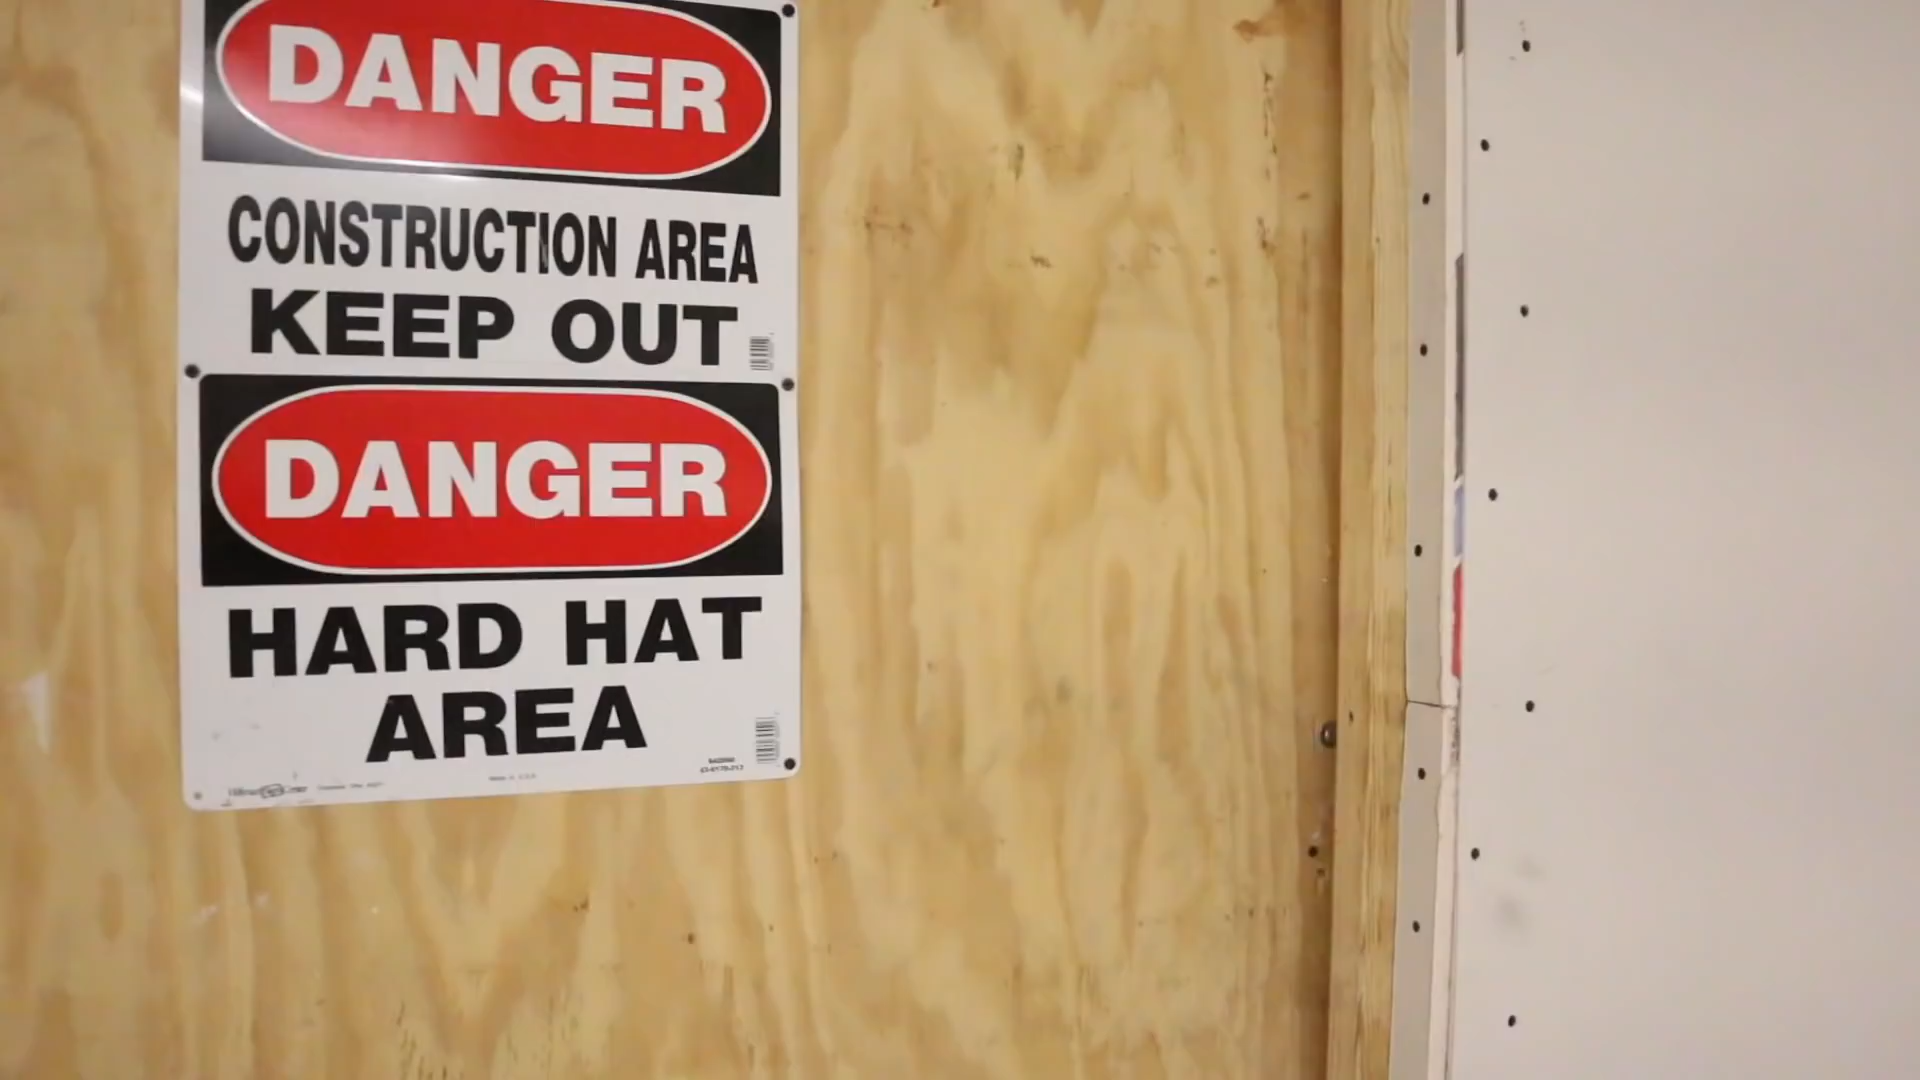 DANGER
CONSTRUCTION AREA
KEEP OUT
DANGER
HARD HAT
AREA